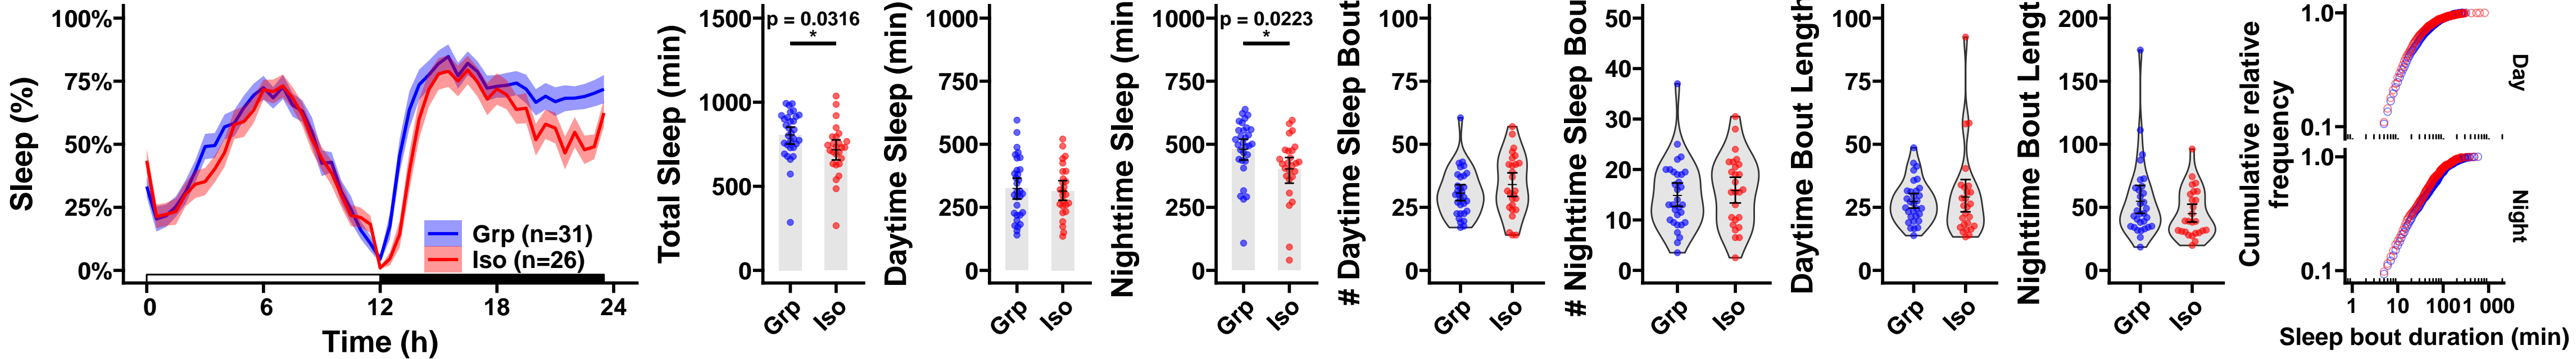 Sleep (%)
100%
75%
50%
25%
0%
Grp (n=31)
Iso (n=26)
0 6 12 18 24
Time (h)
Total Sleep (min)
1500
1000
500
0
p = 0.0316
*
Grp Iso
Daytime Sleep (min)
1000
750
500
250
0
Grp Iso
Nighttime Sleep (min
1000
750
500
250
0
p = 0.0223
*
Grp Iso
# Daytime Sleep Bout
100
75
50
25
0
Grp Iso
# Nighttime Sleep Bou
50
40
30
20
10
0
Grp Iso
Daytime Bout Length
100
75
50
25
0
Grp Iso
Nighttime Bout Lengt
200
150
100
50
0
Grp Iso
Cumulative relative
frequency
1.0
0.1
Day
1.0
0.1
Night
1 10 100 1 000
Sleep bout duration (min)